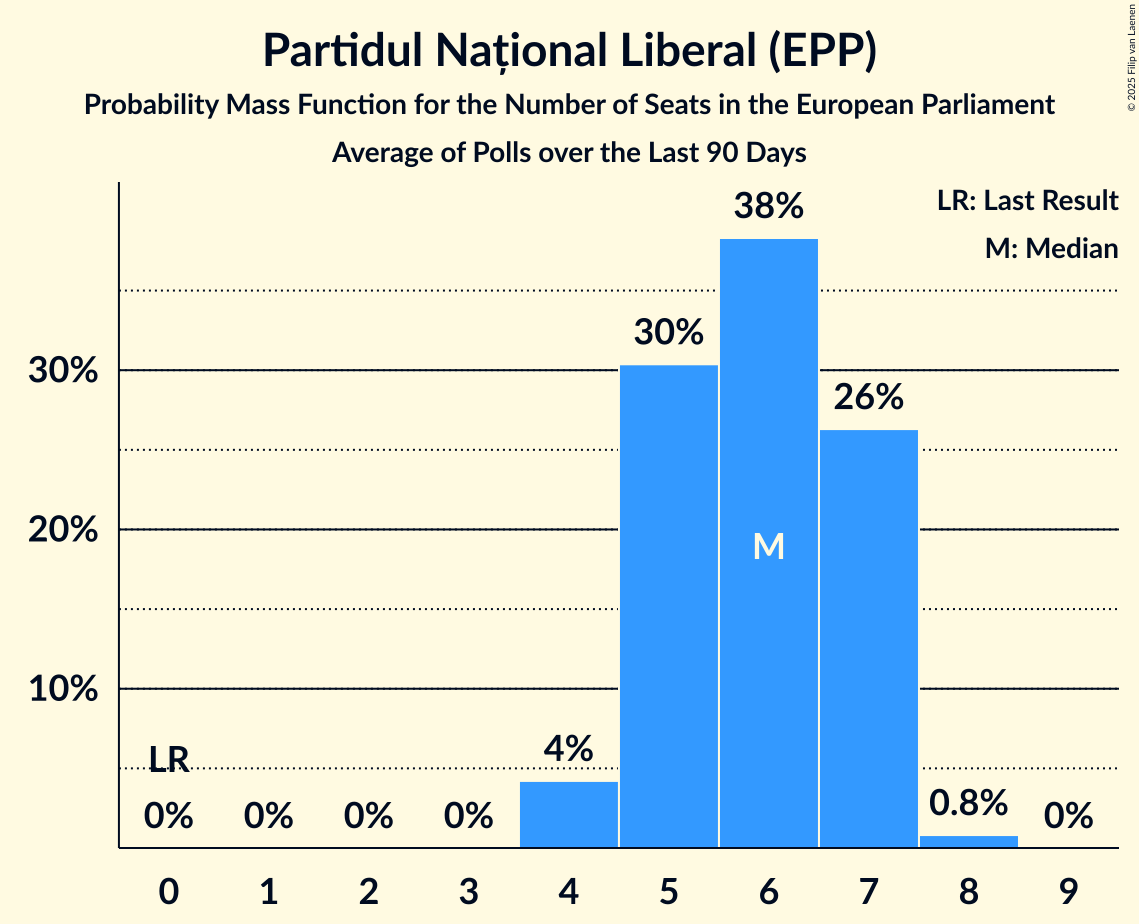 Partidul Național Liberal (EPP)
Probability Mass Function for the Number of Seats in the European Parliament
Average of Polls over the Last 90 Days
© 2025 Filip van Laenen
LR: Last Result
M: Median
38%
30%
30%
26%
20%
M
10%
LR
4%
0%
0%
0%
0%
0.8%
0%
0 1 2 3 4 5 6 7 8 9